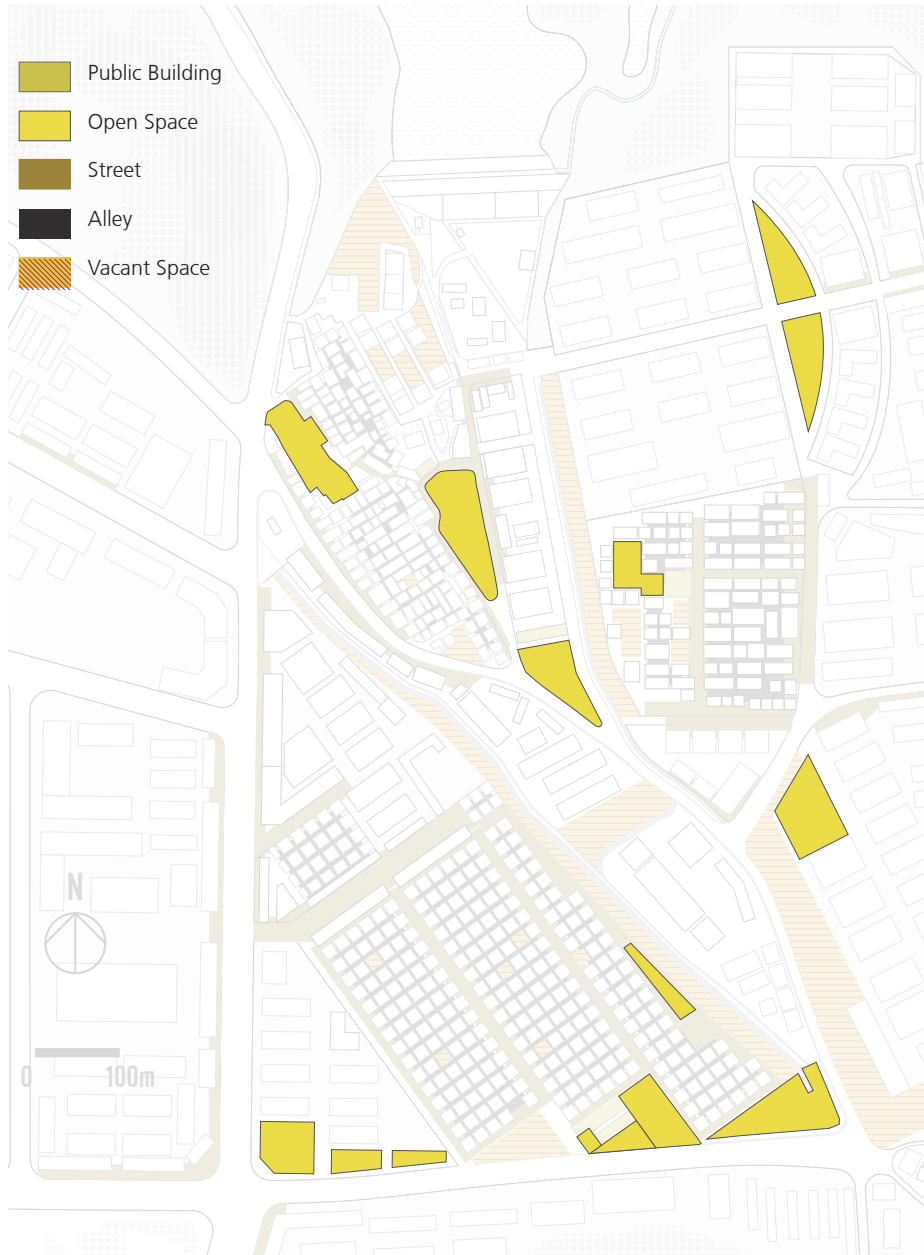 Public Building
Open Space
Street
Alley
Vacant Space
N
0 100m